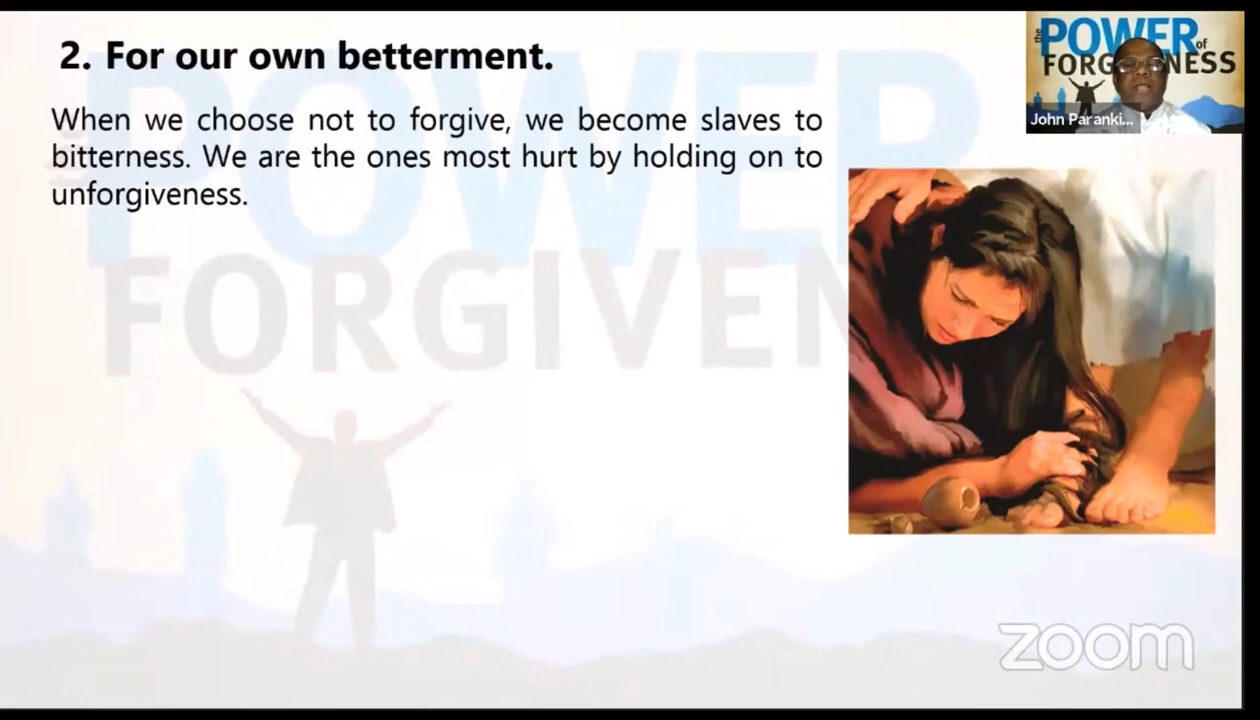 2. For our own betterment.
When we choose not to forgive, we become slaves to
bitterness. We are the ones most hurt by holding on to
unforgiveness.
the POWER
FORGIVEN
the POWER of
FORGIVENESS
John Paranki...
zoom